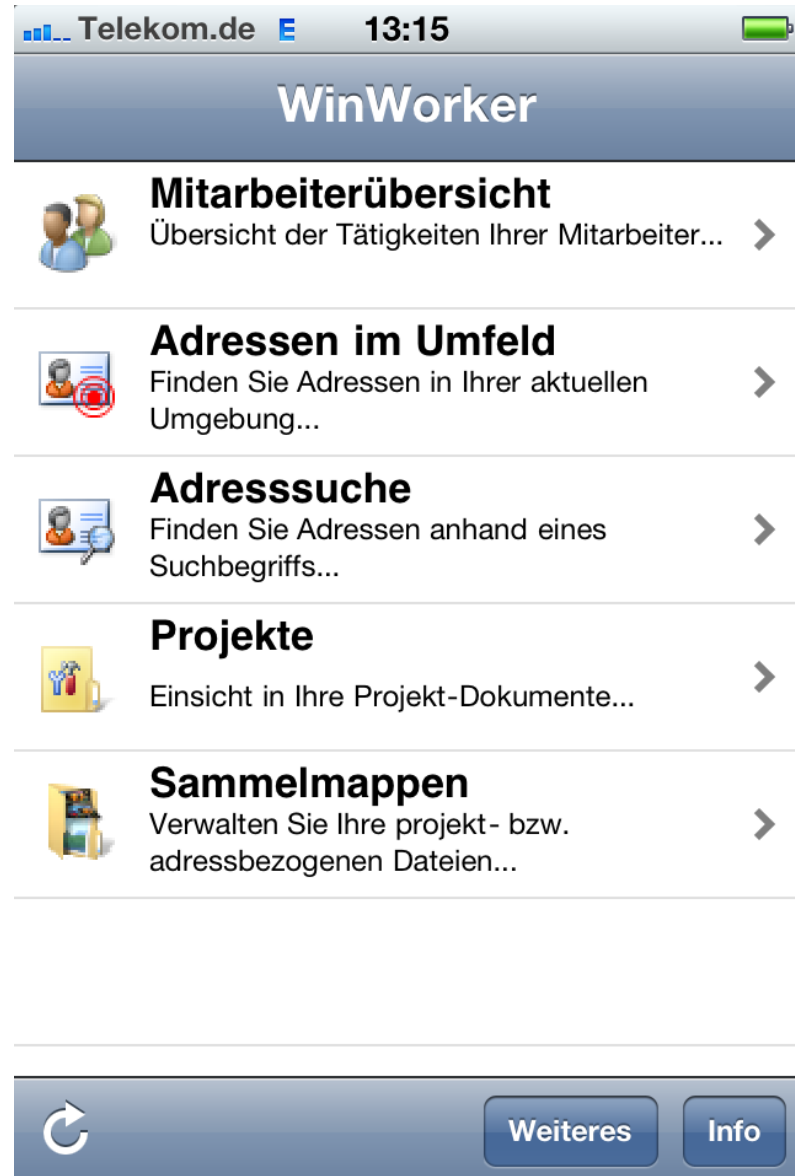 Telekom.de E 13:15
WinWorker
Mitarbeiterübersicht
Übersicht der Tätigkeiten Ihrer Mitarbeiter...
Adressen im Umfeld
Finden Sie Adressen in Ihrer aktuellen
Umgebung...
Adresssuche
Finden Sie Adressen anhand eines
Suchbegriffs...
Projekte
Einsicht in Ihre Projekt-Dokumente...
Sammelmappen
Verwalten Sie Ihre projekt- bzw.
adressbezogenen Dateien...
Weiteres Info